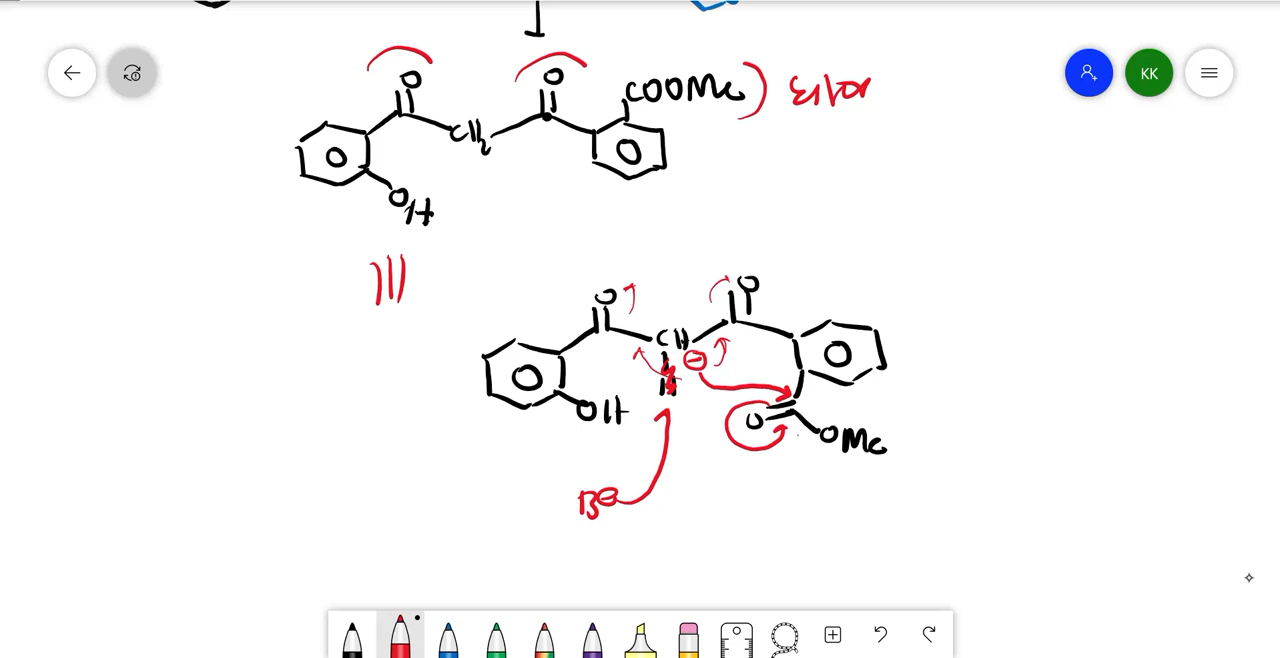 O O COOMe ) Ester
CH2
O O
OH
O O
CH
⊖
H
O
OH
O OMe
B⊖
KK